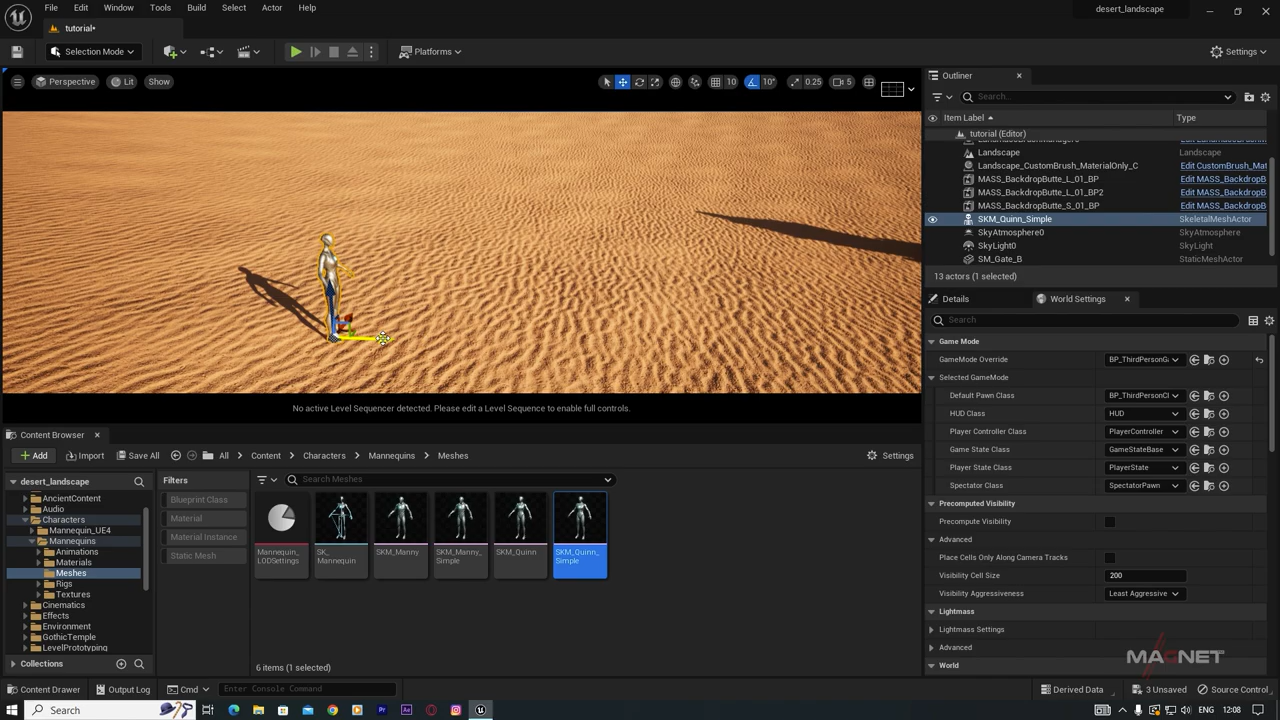 File Edit Window Tools Build Select Actor Help
desert_landscape
tutorial*
Selection Mode
Platforms
Settings
Perspective Lit Show
10 10° 0.25 5
No active Level Sequencer detected. Please edit a Level Sequence to enable full controls.
Outliner
Search...
Item Label Type
tutorial (Editor)
Landscape Landscape
Landscape_CustomBrush_MaterialOnly_C Edit CustomBrush_Mat
MASS_BackdropButte_L_01_BP Edit MASS_BackdropB
MASS_BackdropButte_L_01_BP2 Edit MASS_BackdropB
MASS_BackdropButte_S_01_BP Edit MASS_BackdropB
SKM_Quinn_Simple SkeletalMeshActor
SkyAtmosphere0 SkyAtmosphere
SkyLight0 SkyLight
SM_Gate_B StaticMeshActor
13 actors (1 selected)
Details World Settings
Search
Game Mode
GameMode Override BP_ThirdPersonGa
Selected GameMode
Default Pawn Class BP_ThirdPersonCl
HUD Class HUD
Player Controller Class PlayerController
Game State Class GameStateBase
Player State Class PlayerState
Spectator Class SpectatorPawn
Precomputed Visibility
Precompute Visibility
Advanced
Place Cells Only Along Camera Tracks
Visibility Cell Size 200
Visibility Aggressiveness Least Aggressive
Lightmass
Lightmass Settings
Advanced
World
MAGNET
Content Browser
Add Import Save All All Content Characters Mannequins Meshes Settings
desert_landscape
AncientContent
Audio
Characters
Mannequin_UE4
Mannequins
Animations
Materials
Meshes
Rigs
Textures
Cinematics
Effects
Environment
GothicTemple
LevelPrototyping
Collections
Filters
Blueprint Class
Material
Material Instance
Static Mesh
Search Meshes
Mannequin_
LODSettings
SK_
Mannequin
SKM_Manny
SKM_Manny_
Simple
SKM_Quinn
SKM_Quinn_
Simple
6 items (1 selected)
Content Drawer Output Log Cmd Enter Console Command
Derived Data 3 Unsaved Source Control
Search
ENG 12:08